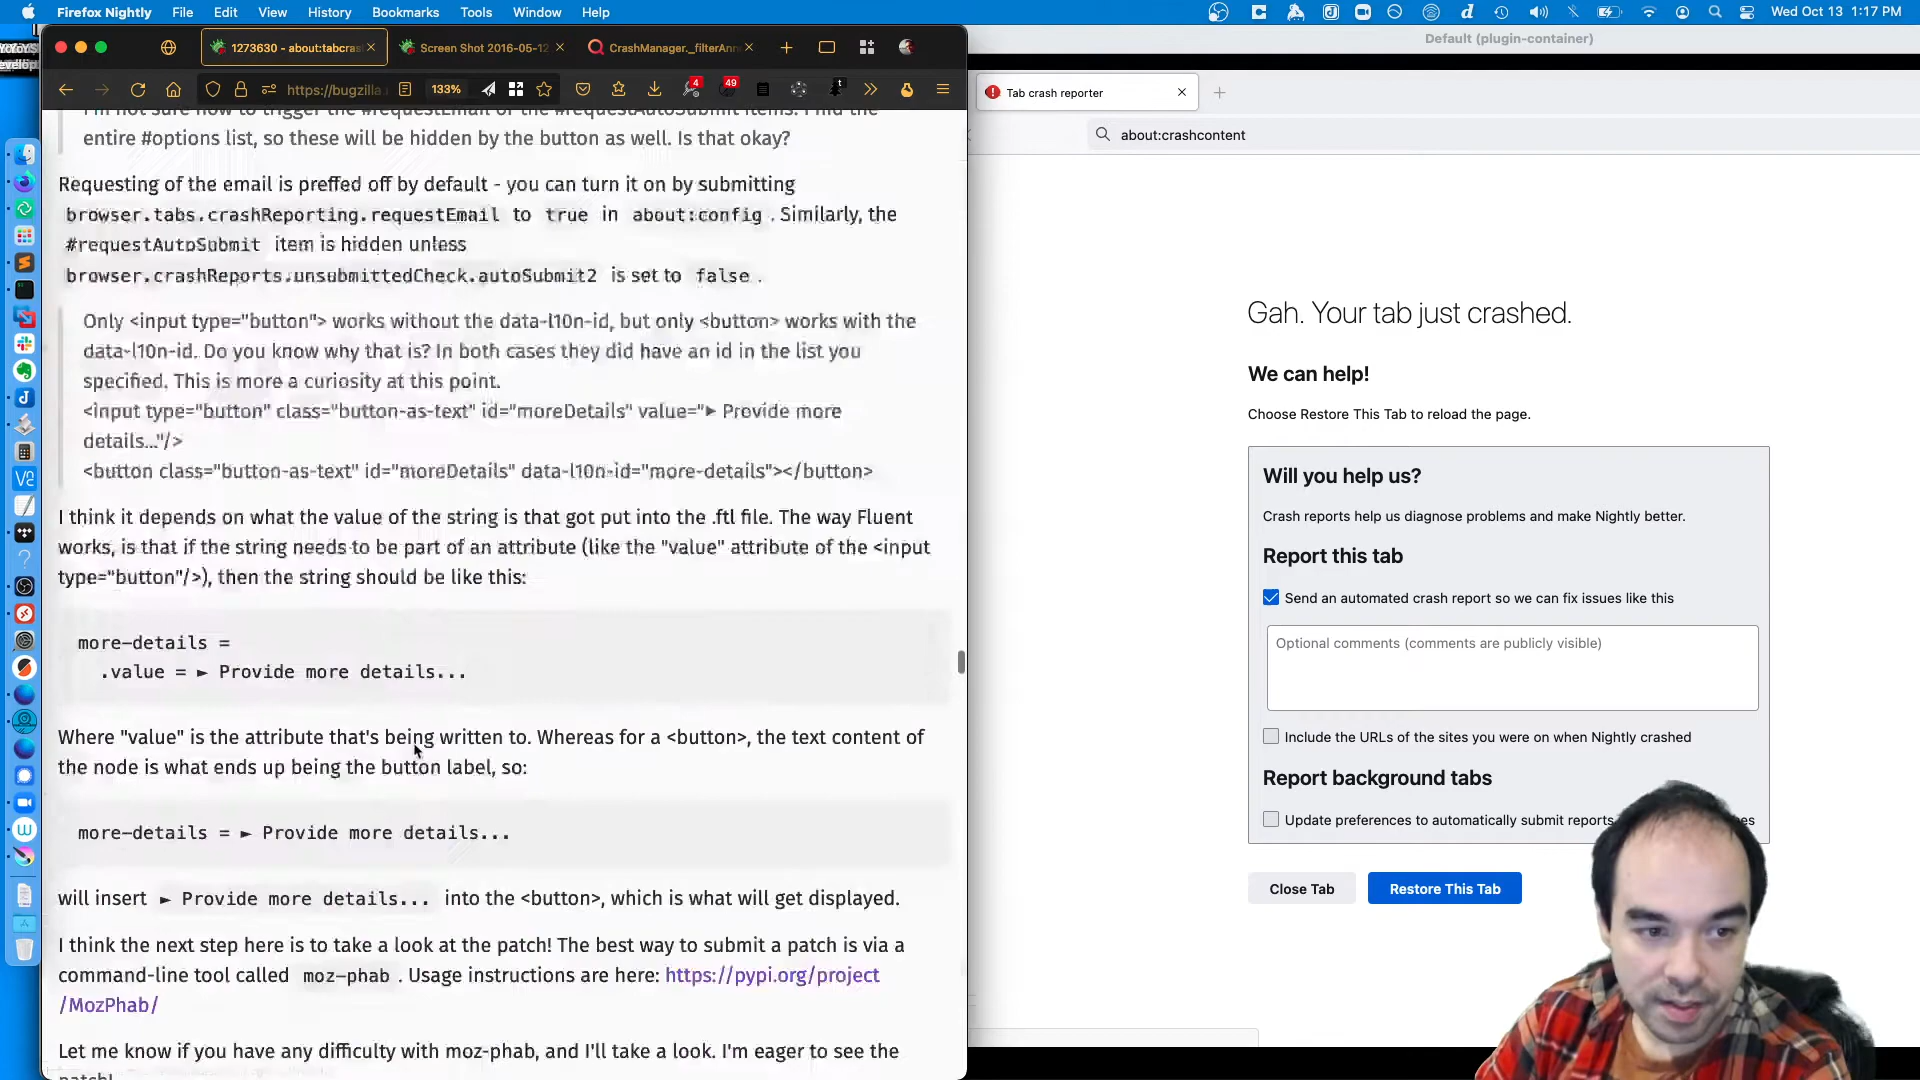 Firefox Nightly File Edit View History Bookmarks Tools Window Help
Wed Oct 13 1:17 PM
Default (plugin-container)
1273630 - about:tabcras
Screen Shot 2016-05-12
CrashManager._filterAnn
https://bugzilla.
133%
4
49
entire #options list, so these will be hidden by the button as well. Is that okay?
Requesting of the email is preffed off by default - you can turn it on by submitting
browser.tabs.crashReporting.requestEmail to true in about:config . Similarly, the
#requestAutoSubmit item is hidden unless
browser.crashReports.unsubmittedCheck.autoSubmit2 is set to false .
Only <input type="button"> works without the data-l10n-id, but only <button> works with the
data-l10n-id. Do you know why that is? In both cases they did have an id in the list you
specified. This is more a curiosity at this point.
<input type="button" class="button-as-text" id="moreDetails" value="► Provide more
details..."/>
<button class="button-as-text" id="moreDetails" data-l10n-id="more-details"></button>
I think it depends on what the value of the string is that got put into the .ftl file. The way Fluent
works, is that if the string needs to be part of an attribute (like the "value" attribute of the <input
type="button"/>), then the string should be like this:
more-details =
.value = ► Provide more details...
Where "value" is the attribute that's being written to. Whereas for a <button>, the text content of
the node is what ends up being the button label, so:
more-details = ► Provide more details...
will insert ► Provide more details... into the <button>, which is what will get displayed.
I think the next step here is to take a look at the patch! The best way to submit a patch is via a
command-line tool called moz-phab . Usage instructions are here: https://pypi.org/project
/MozPhab/
Let me know if you have any difficulty with moz-phab, and I'll take a look. I'm eager to see the
patch!
Tab crash reporter
about:crashcontent
Gah. Your tab just crashed.
We can help!
Choose Restore This Tab to reload the page.
Will you help us?
Crash reports help us diagnose problems and make Nightly better.
Report this tab
Send an automated crash report so we can fix issues like this
Optional comments (comments are publicly visible)
Include the URLs of the sites you were on when Nightly crashed
Report background tabs
Update preferences to automatically submit reports
Close Tab
Restore This Tab